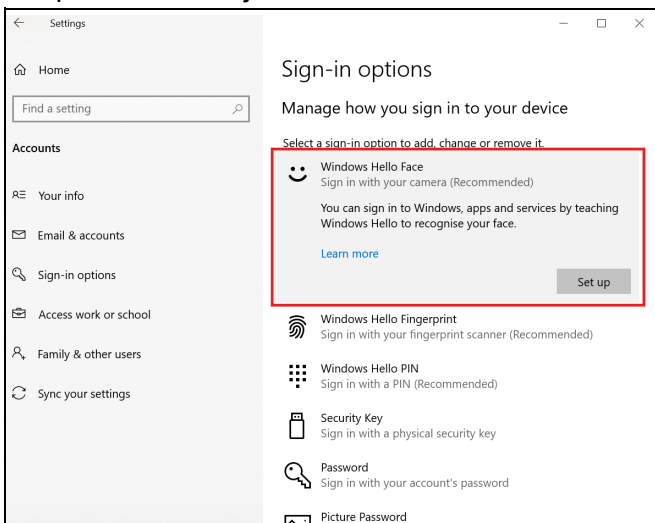 Settings
Home
Find a setting
Accounts
Your info
Email & accounts
Sign-in options
Access work or school
Family & other users
Sync your settings
Sign-in options
Manage how you sign in to your device
Select a sign-in option to add, change or remove it.
Windows Hello Face
Sign in with your camera (Recommended)
You can sign in to Windows, apps and services by teaching
Windows Hello to recognise your face.
Learn more
Set up
Windows Hello Fingerprint
Sign in with your fingerprint scanner (Recommended)
Windows Hello PIN
Sign in with a PIN (Recommended)
Security Key
Sign in with a physical security key
Password
Sign in with your account's password
Picture Password